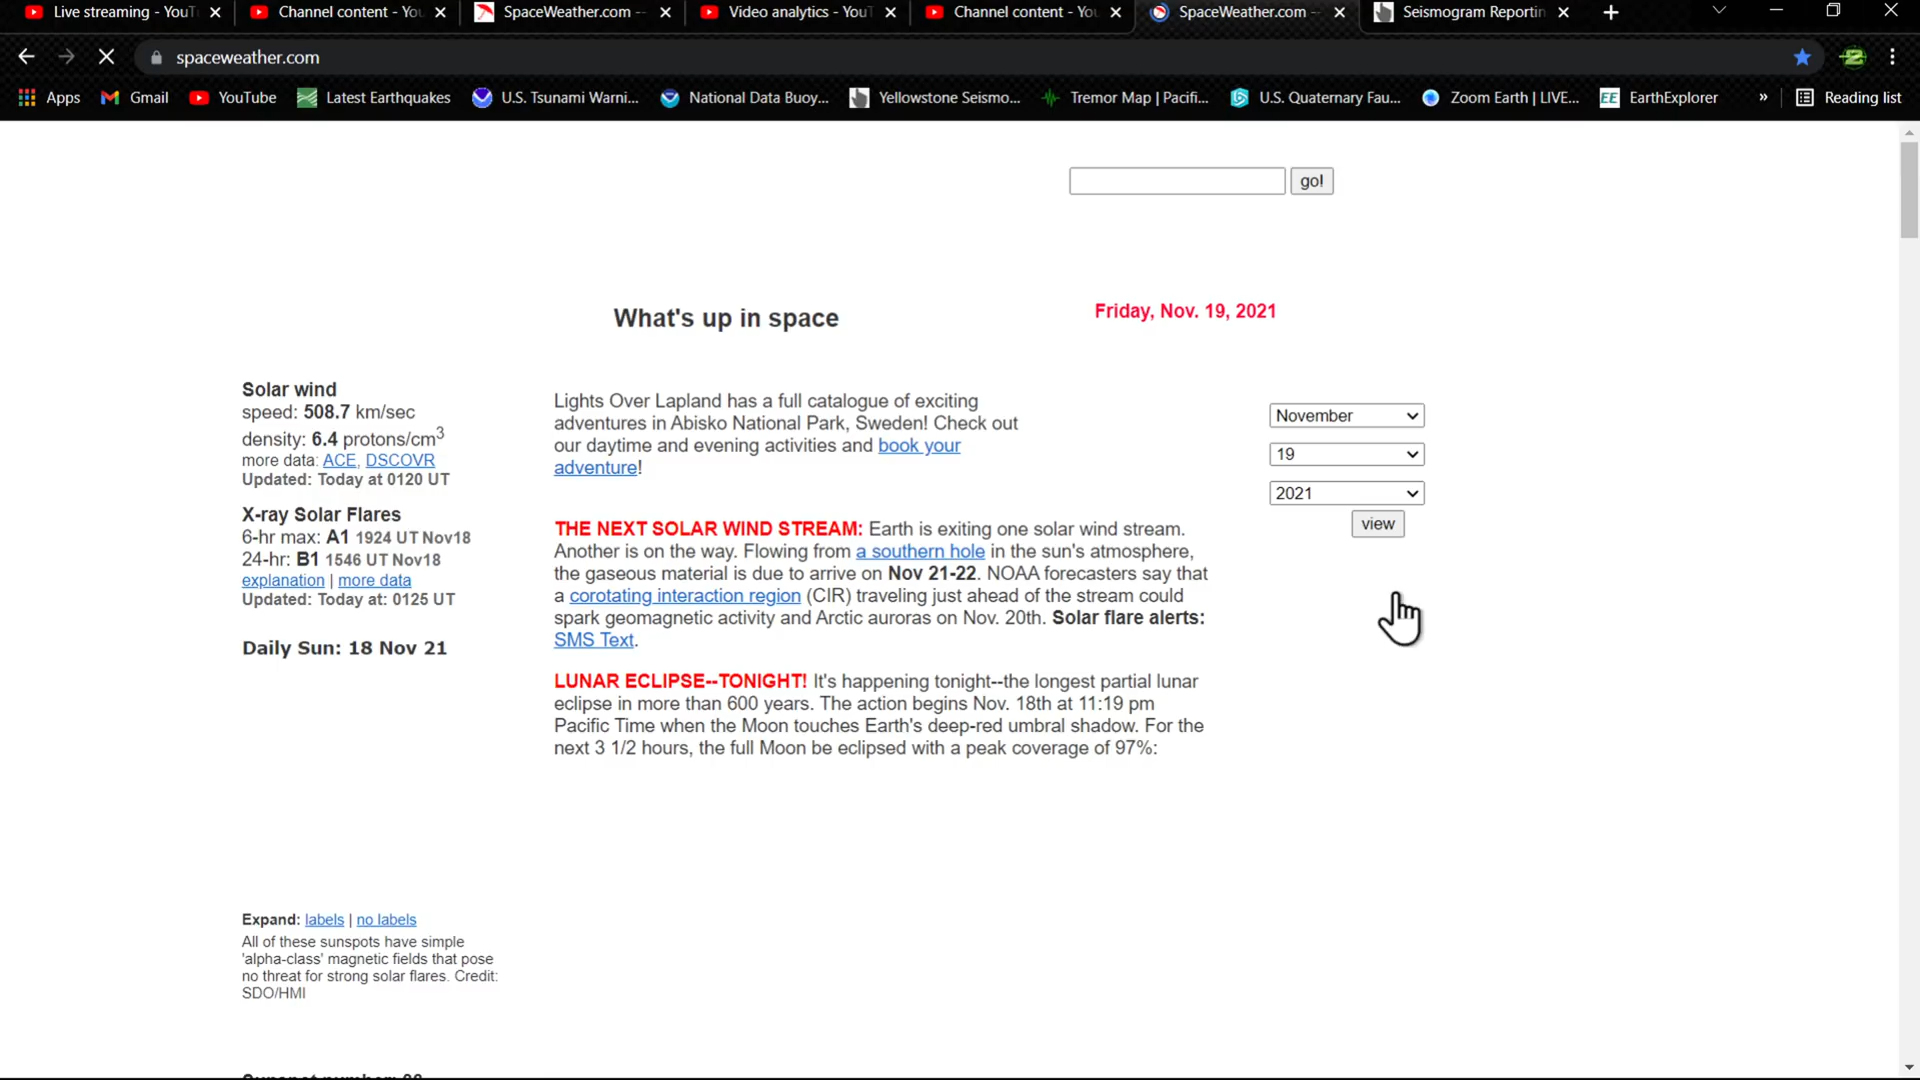 Live streaming - YouT
Channel content - You
SpaceWeather.com --
Video analytics - YouT
Channel content - You
SpaceWeather.com --
Seismogram Reportin
spaceweather.com
Apps
Gmail
YouTube
Latest Earthquakes
U.S. Tsunami Warni...
National Data Buoy...
Yellowstone Seismo...
Tremor Map | Pacifi...
U.S. Quaternary Fau...
Zoom Earth | LIVE...
EE EarthExplorer
»
Reading list
go!
What's up in space
Friday, Nov. 19, 2021
Solar wind
speed: 508.7 km/sec
density: 6.4 protons/cm3
more data: ACE, DSCOVR
Updated: Today at 0120 UT
X-ray Solar Flares
6-hr max: A1 1924 UT Nov18
24-hr: B1 1546 UT Nov18
explanation | more data
Updated: Today at: 0125 UT
Daily Sun: 18 Nov 21
Lights Over Lapland has a full catalogue of exciting
adventures in Abisko National Park, Sweden! Check out
our daytime and evening activities and book your
adventure!
November
19
2021
view
THE NEXT SOLAR WIND STREAM: Earth is exiting one solar wind stream.
Another is on the way. Flowing from a southern hole in the sun's atmosphere,
the gaseous material is due to arrive on Nov 21-22. NOAA forecasters say that
a corotating interaction region (CIR) traveling just ahead of the stream could
spark geomagnetic activity and Arctic auroras on Nov. 20th. Solar flare alerts:
SMS Text.
LUNAR ECLIPSE--TONIGHT! It's happening tonight--the longest partial lunar
eclipse in more than 600 years. The action begins Nov. 18th at 11:19 pm
Pacific Time when the Moon touches Earth's deep-red umbral shadow. For the
next 3 1/2 hours, the full Moon be eclipsed with a peak coverage of 97%:
Expand: labels | no labels
All of these sunspots have simple
'alpha-class' magnetic fields that pose
no threat for strong solar flares. Credit:
SDO/HMI